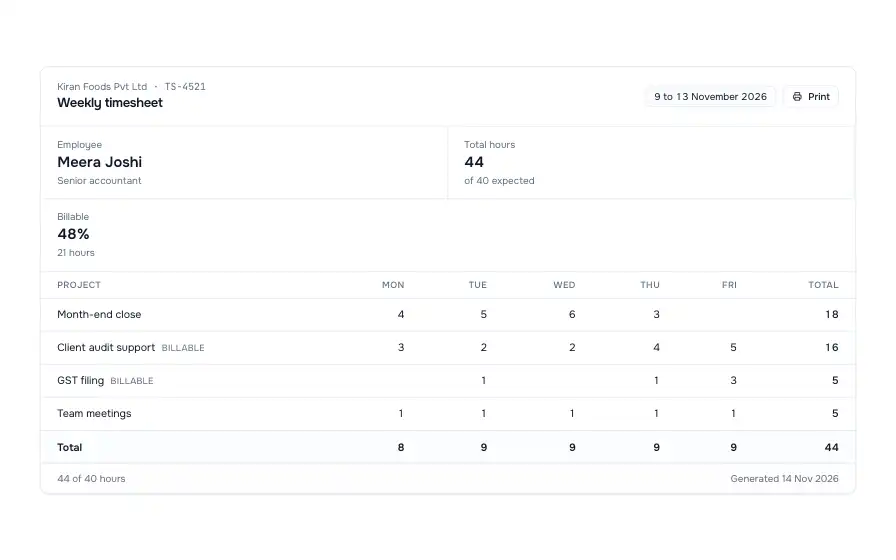 Kiran Foods Pvt Ltd · TS-4521
Weekly timesheet
9 to 13 November 2026
Print
Employee
Meera Joshi
Senior accountant
Total hours
44
of 40 expected
Billable
48%
21 hours
PROJECT MON TUE WED THU FRI TOTAL
Month-end close 4 5 6 3 18
Client audit support BILLABLE 3 2 2 4 5 16
GST filing BILLABLE 1 1 3 5
Team meetings 1 1 1 1 1 5
Total 8 9 9 9 9 44
44 of 40 hours
Generated 14 Nov 2026